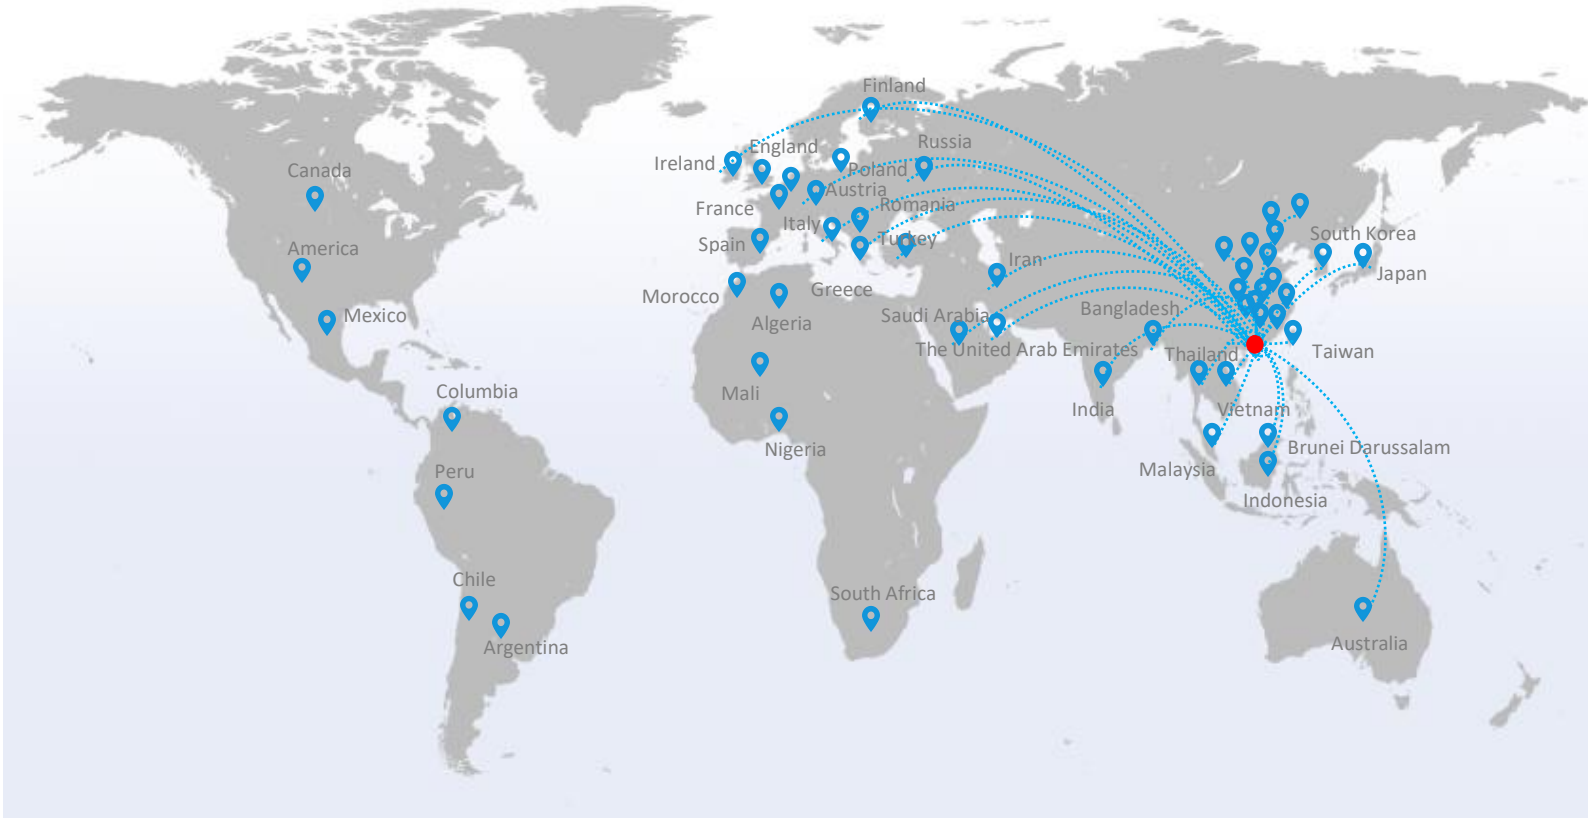 Finland
Russia
England
Ireland
Poland
Canada
Austria
France
Romania
Italy
South Korea
Spain
Turkey
America
Iran
Japan
Morocco
Greece
Algeria
Saudi Arabia
Bangladesh
Mexico
The United Arab Emirates
Thailand
Taiwan
Columbia
Mali
India
Vietnam
Nigeria
Brunei Darussalam
Peru
Malaysia
Indonesia
Chile
South Africa
Argentina
Australia